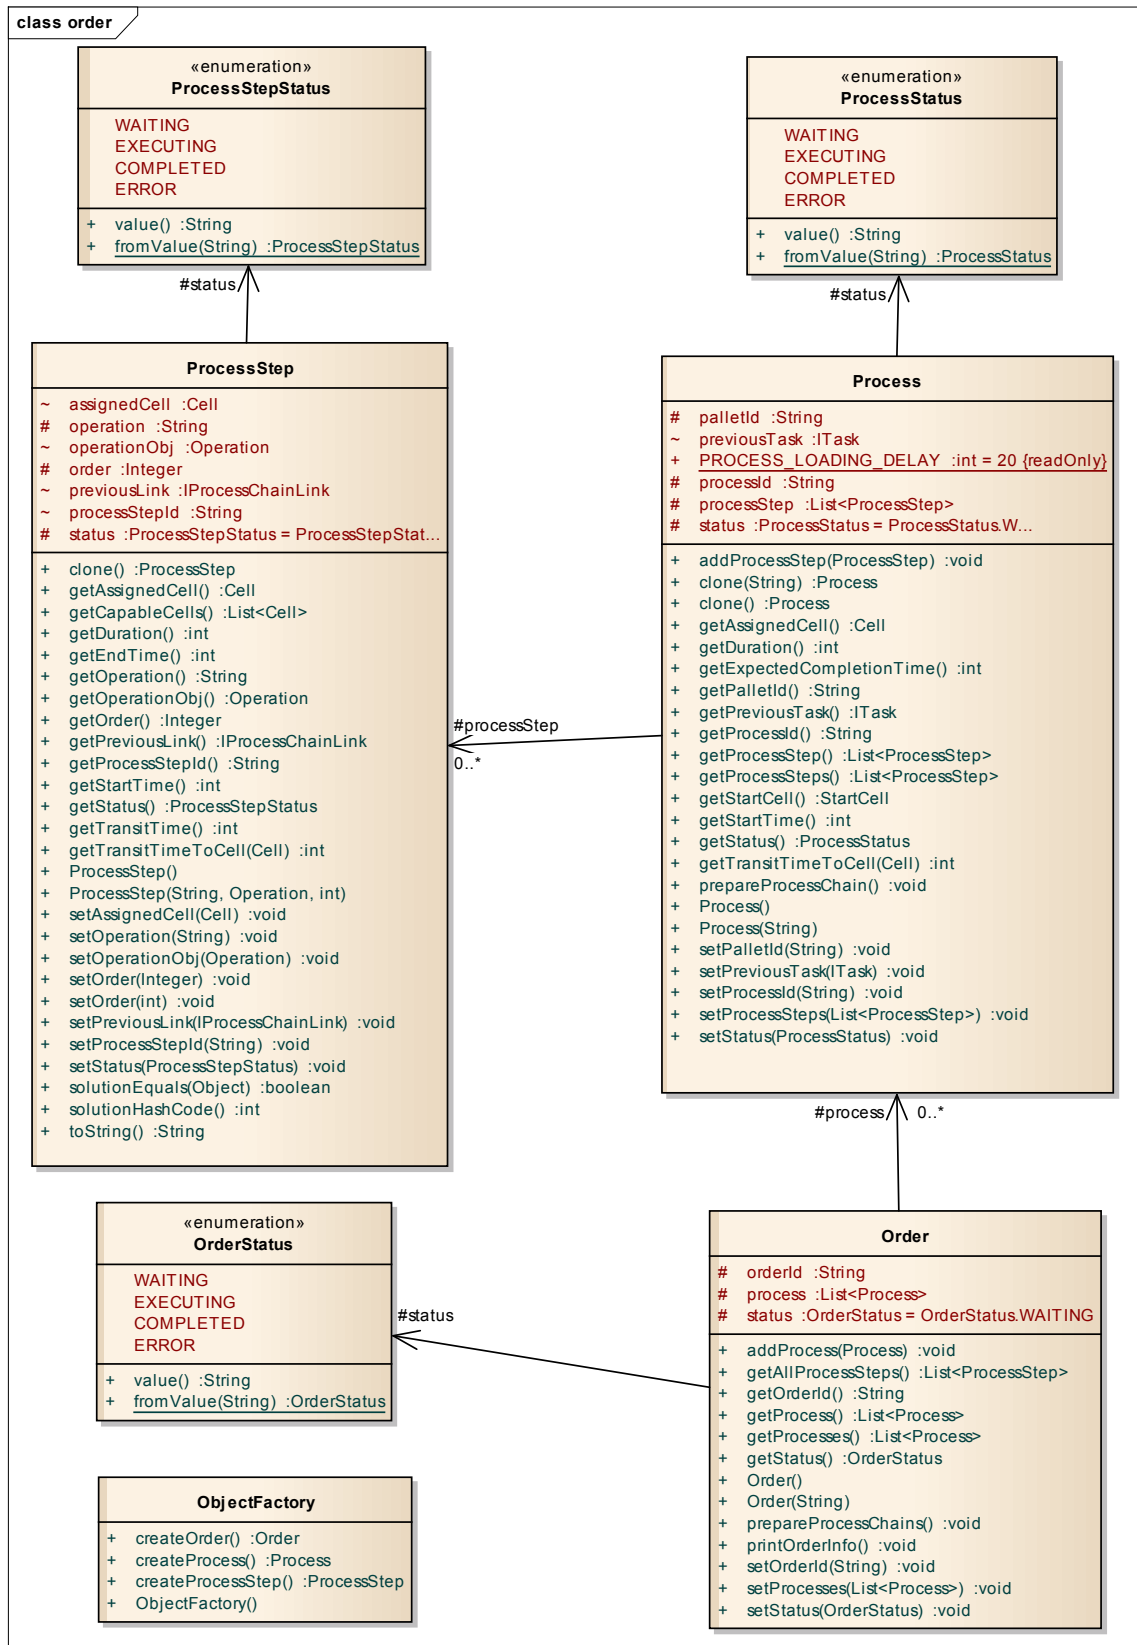 class order
«enumeration»
ProcessStepStatus
WAITING
EXECUTING
COMPLETED
ERROR
+ value() :String
+ fromValue(String) :ProcessStepStatus
«enumeration»
ProcessStatus
WAITING
EXECUTING
COMPLETED
ERROR
+ value() :String
+ fromValue(String) :ProcessStatus
#status
#status
ProcessStep
~ assignedCell :Cell
# operation :String
~ operationObj :Operation
# order :Integer
~ previousLink :IProcessChainLink
~ processStepId :String
# status :ProcessStepStatus = ProcessStepStat...
+ clone() :ProcessStep
+ getAssignedCell() :Cell
+ getCapableCells() :List<Cell>
+ getDuration() :int
+ getEndTime() :int
+ getOperation() :String
+ getOperationObj() :Operation
+ getOrder() :Integer
+ getPreviousLink() :IProcessChainLink
+ getProcessStepId() :String
+ getStartTime() :int
+ getStatus() :ProcessStepStatus
+ getTransitTime() :int
+ getTransitTimeToCell(Cell) :int
+ ProcessStep()
+ ProcessStep(String, Operation, int)
+ setAssignedCell(Cell) :void
+ setOperation(String) :void
+ setOperationObj(Operation) :void
+ setOrder(Integer) :void
+ setOrder(int) :void
+ setPreviousLink(IProcessChainLink) :void
+ setProcessStepId(String) :void
+ setStatus(ProcessStepStatus) :void
+ solutionEquals(Object) :boolean
+ solutionHashCode() :int
+ toString() :String
#processStep
0..*
Process
# palletId :String
~ previousTask :ITask
+ PROCESS_LOADING_DELAY :int = 20 {readOnly}
# processId :String
# processStep :List<ProcessStep>
# status :ProcessStatus = ProcessStatus.W...
+ addProcessStep(ProcessStep) :void
+ clone(String) :Process
+ clone() :Process
+ getAssignedCell() :Cell
+ getDuration() :int
+ getExpectedCompletionTime() :int
+ getPalletId() :String
+ getPreviousTask() :ITask
+ getProcessId() :String
+ getProcessStep() :List<ProcessStep>
+ getProcessSteps() :List<ProcessStep>
+ getStartCell() :StartCell
+ getStartTime() :int
+ getStatus() :ProcessStatus
+ getTransitTimeToCell(Cell) :int
+ prepareProcessChain() :void
+ Process()
+ Process(String)
+ setPalletId(String) :void
+ setPreviousTask(ITask) :void
+ setProcessId(String) :void
+ setProcessSteps(List<ProcessStep>) :void
+ setStatus(ProcessStatus) :void
#process 0..*
«enumeration»
OrderStatus
WAITING
EXECUTING
COMPLETED
ERROR
+ value() :String
+ fromValue(String) :OrderStatus
#status
Order
# orderId :String
# process :List<Process>
# status :OrderStatus = OrderStatus.WAITING
+ addProcess(Process) :void
+ getAllProcessSteps() :List<ProcessStep>
+ getOrderId() :String
+ getProcess() :List<Process>
+ getProcesses() :List<Process>
+ getStatus() :OrderStatus
+ Order()
+ Order(String)
+ prepareProcessChains() :void
+ printOrderInfo() :void
+ setOrderId(String) :void
+ setProcesses(List<Process>) :void
+ setStatus(OrderStatus) :void
ObjectFactory
+ createOrder() :Order
+ createProcess() :Process
+ createProcessStep() :ProcessStep
+ ObjectFactory()